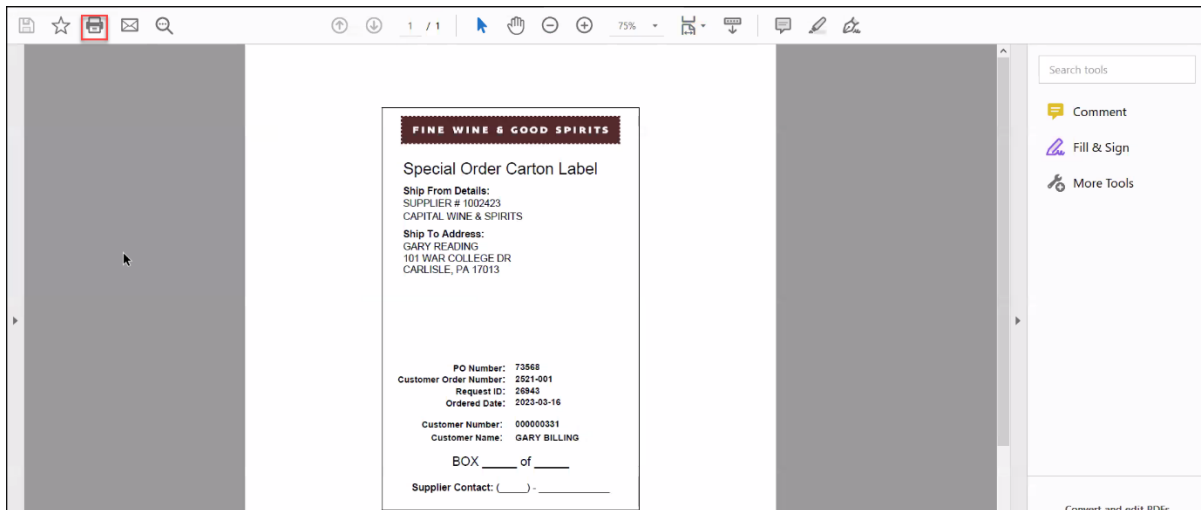 1 / 1
75%
Search tools
Comment
Fill & Sign
More Tools
FINE WINE & GOOD SPIRITS
Special Order Carton Label
Ship From Details:
SUPPLIER # 1002423
CAPITAL WINE & SPIRITS
Ship To Address:
GARY READING
101 WAR COLLEGE DR
CARLISLE, PA 17013
PO Number: 73568
Customer Order Number: 2521-001
Request ID: 26943
Ordered Date: 2023-03-16
Customer Number: 000000331
Customer Name: GARY BILLING
BOX _____ of _____
Supplier Contact: (_____) - ____________
Convert and edit PDFs